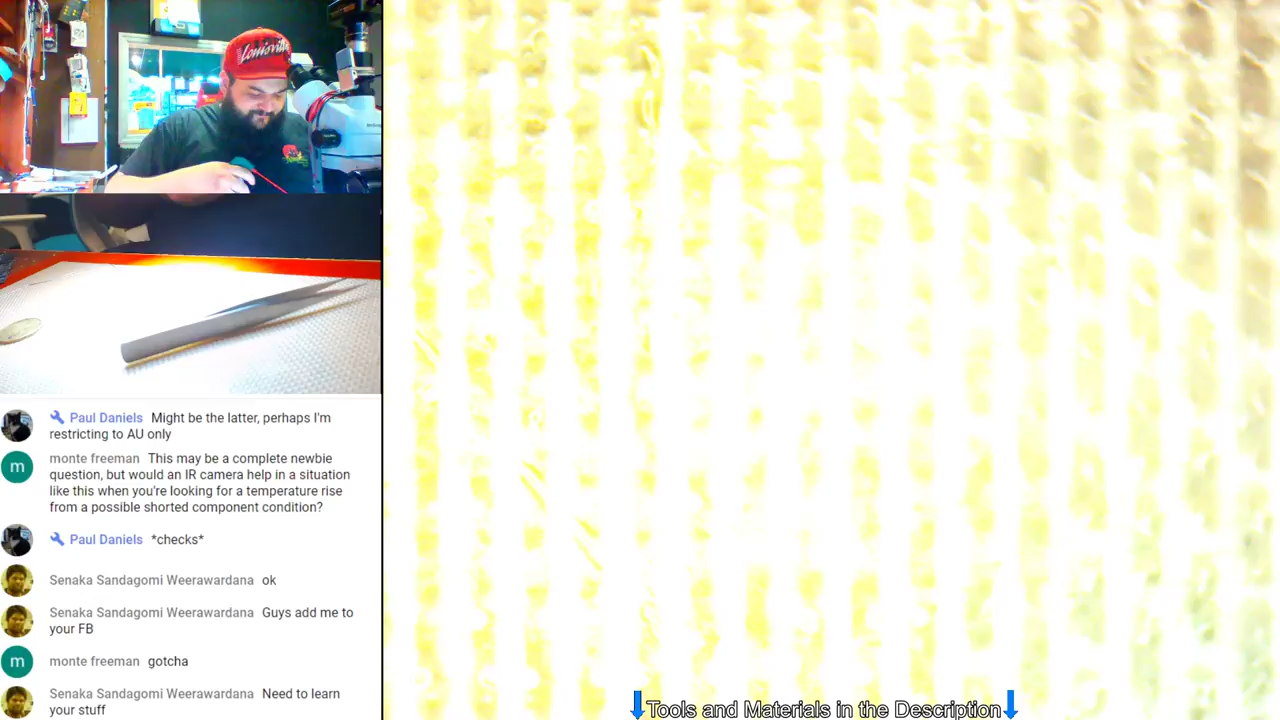 Louisville
Paul Daniels Might be the latter, perhaps I'm
restricting to AU only
m
monte freeman This may be a complete newbie
question, but would an IR camera help in a situation
like this when you're looking for a temperature rise
from a possible shorted component condition?
Paul Daniels *checks*
Senaka Sandagomi Weerawardana ok
Senaka Sandagomi Weerawardana Guys add me to
your FB
m
monte freeman gotcha
Senaka Sandagomi Weerawardana Need to learn
your stuff
Tools and Materials in the Description